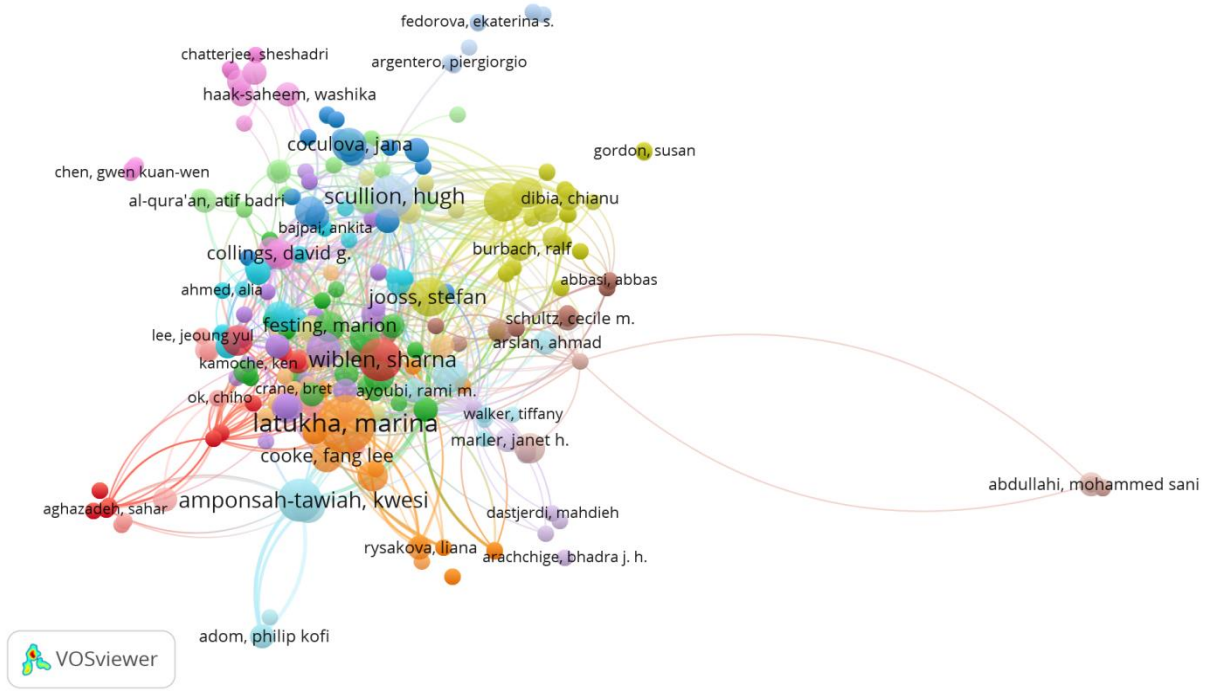 fedorova, ekaterina s.
chatterjee, sheshadri
argentero, piergiorgio
haak-saheem, washika
coculova, jana
gordon, susan
chen, gwen kuan-wen
scullion, hugh
dibia, chianu
al-qura'an, atif badri
bajpai, ankita
burbach, ralf
collings, david g.
abbasi, abbas
ahmed, alia
jooss, stefan
schultz, cecile m.
festing, marion
lee, jeoung yul
arslan, ahmad
wiblen, sharna
kamoche, ken
crane, bret
ayoubi, rami m.
ok, chiho
walker, tiffany
latukha, marina
marler, janet h.
cooke, fang lee
abdullahi, mohammed sani
amponsah-tawiah, kwesi
aghazadeh, sahar
dastjerdi, mahdieh
rysakova, liana
arachchige, bhadra j. h.
adom, philip kofi
VOSviewer